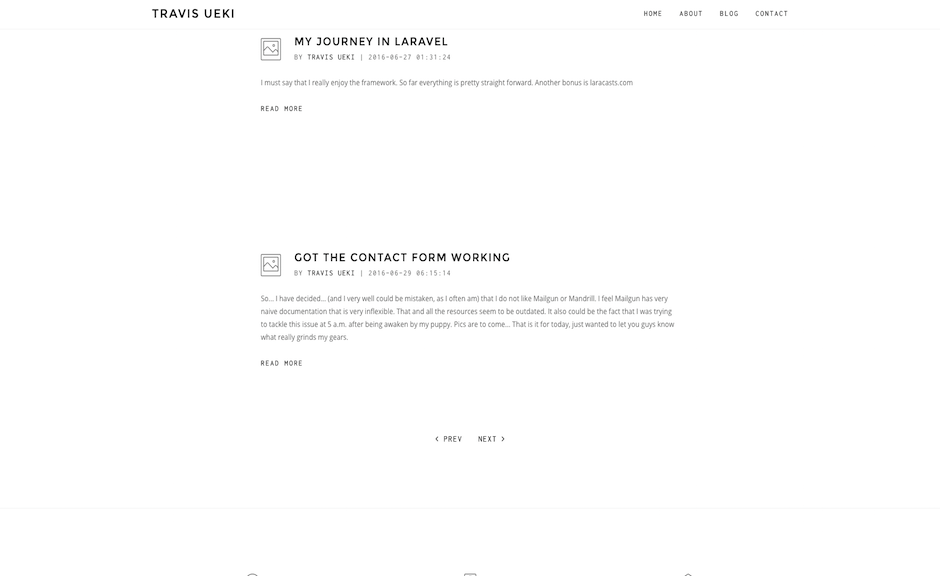 TRAVIS UEKI
HOME ABOUT BLOG CONTACT
MY JOURNEY IN LARAVEL
BY TRAVIS UEKI | 2016-06-27 01:31:24
I must say that I really enjoy the framework. So far everything is pretty straight forward. Another bonus is laracasts.com
READ MORE
GOT THE CONTACT FORM WORKING
BY TRAVIS UEKI | 2016-06-29 06:15:14
So... I have decided... (and I very well could be mistaken, as I often am) that I do not like Mailgun or Mandrill. I feel Mailgun has very
naive documentation that is very inflexible. That and all the resources seem to be outdated. It also could be the fact that I was trying
to tackle this issue at 5 a.m. after being awaken by my puppy. Pics are to come... That is it for today, just wanted to let you guys know
what really grinds my gears.
READ MORE
‹ PREV NEXT ›